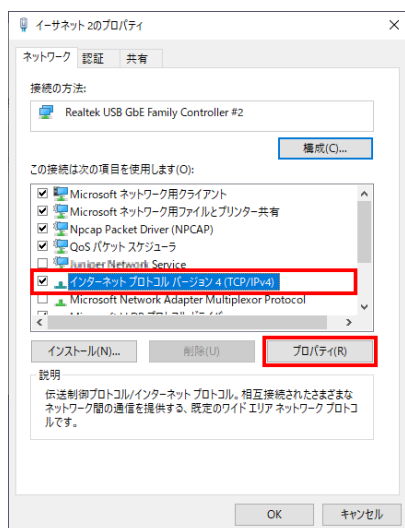 イーサネット 2のプロパティ
ネットワーク 認証 共有
接続の方法:
Realtek USB GbE Family Controller #2
構成(C)...
この接続は次の項目を使用します(O):
Microsoft ネットワーク用クライアント
Microsoft ネットワーク用ファイルとプリンター共有
Npcap Packet Driver (NPCAP)
QoS パケット スケジューラ
Juniper Network Service
インターネット プロトコル バージョン 4 (TCP/IPv4)
Microsoft Network Adapter Multiplexor Protocol
インストール(N)... 削除(U) プロパティ(R)
説明
伝送制御プロトコル/インターネット プロトコル。相互接続されたさまざまな
ネットワーク間の通信を提供する、既定のワイド エリア ネットワーク プロトコ
ルです。
OK キャンセル